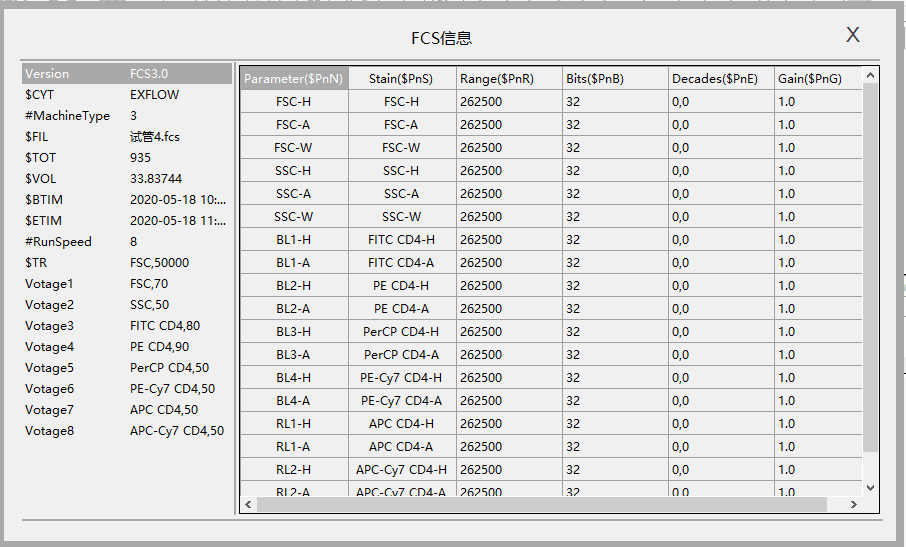 FCS信息
X
Version FCS3.0
$CYT EXFLOW
#MachineType 3
$FIL 试管4.fcs
$TOT 935
$VOL 33.83744
$BTIM 2020-05-18 10:...
$ETIM 2020-05-18 11:...
#RunSpeed 8
$TR FSC,50000
Votage1 FSC,70
Votage2 SSC,50
Votage3 FITC CD4,80
Votage4 PE CD4,90
Votage5 PerCP CD4,50
Votage6 PE-Cy7 CD4,50
Votage7 APC CD4,50
Votage8 APC-Cy7 CD4,50
Parameter($PnN) Stain($PnS) Range($PnR) Bits($PnB) Decades($PnE) Gain($PnG)
FSC-H FSC-H 262500 32 0,0 1.0
FSC-A FSC-A 262500 32 0,0 1.0
FSC-W FSC-W 262500 32 0,0 1.0
SSC-H SSC-H 262500 32 0,0 1.0
SSC-A SSC-A 262500 32 0,0 1.0
SSC-W SSC-W 262500 32 0,0 1.0
BL1-H FITC CD4-H 262500 32 0,0 1.0
BL1-A FITC CD4-A 262500 32 0,0 1.0
BL2-H PE CD4-H 262500 32 0,0 1.0
BL2-A PE CD4-A 262500 32 0,0 1.0
BL3-H PerCP CD4-H 262500 32 0,0 1.0
BL3-A PerCP CD4-A 262500 32 0,0 1.0
BL4-H PE-Cy7 CD4-H 262500 32 0,0 1.0
BL4-A PE-Cy7 CD4-A 262500 32 0,0 1.0
RL1-H APC CD4-H 262500 32 0,0 1.0
RL1-A APC CD4-A 262500 32 0,0 1.0
RL2-H APC-Cy7 CD4-H 262500 32 0,0 1.0
RL2-A APC-Cy7 CD4-A 262500 32 0,0 1.0